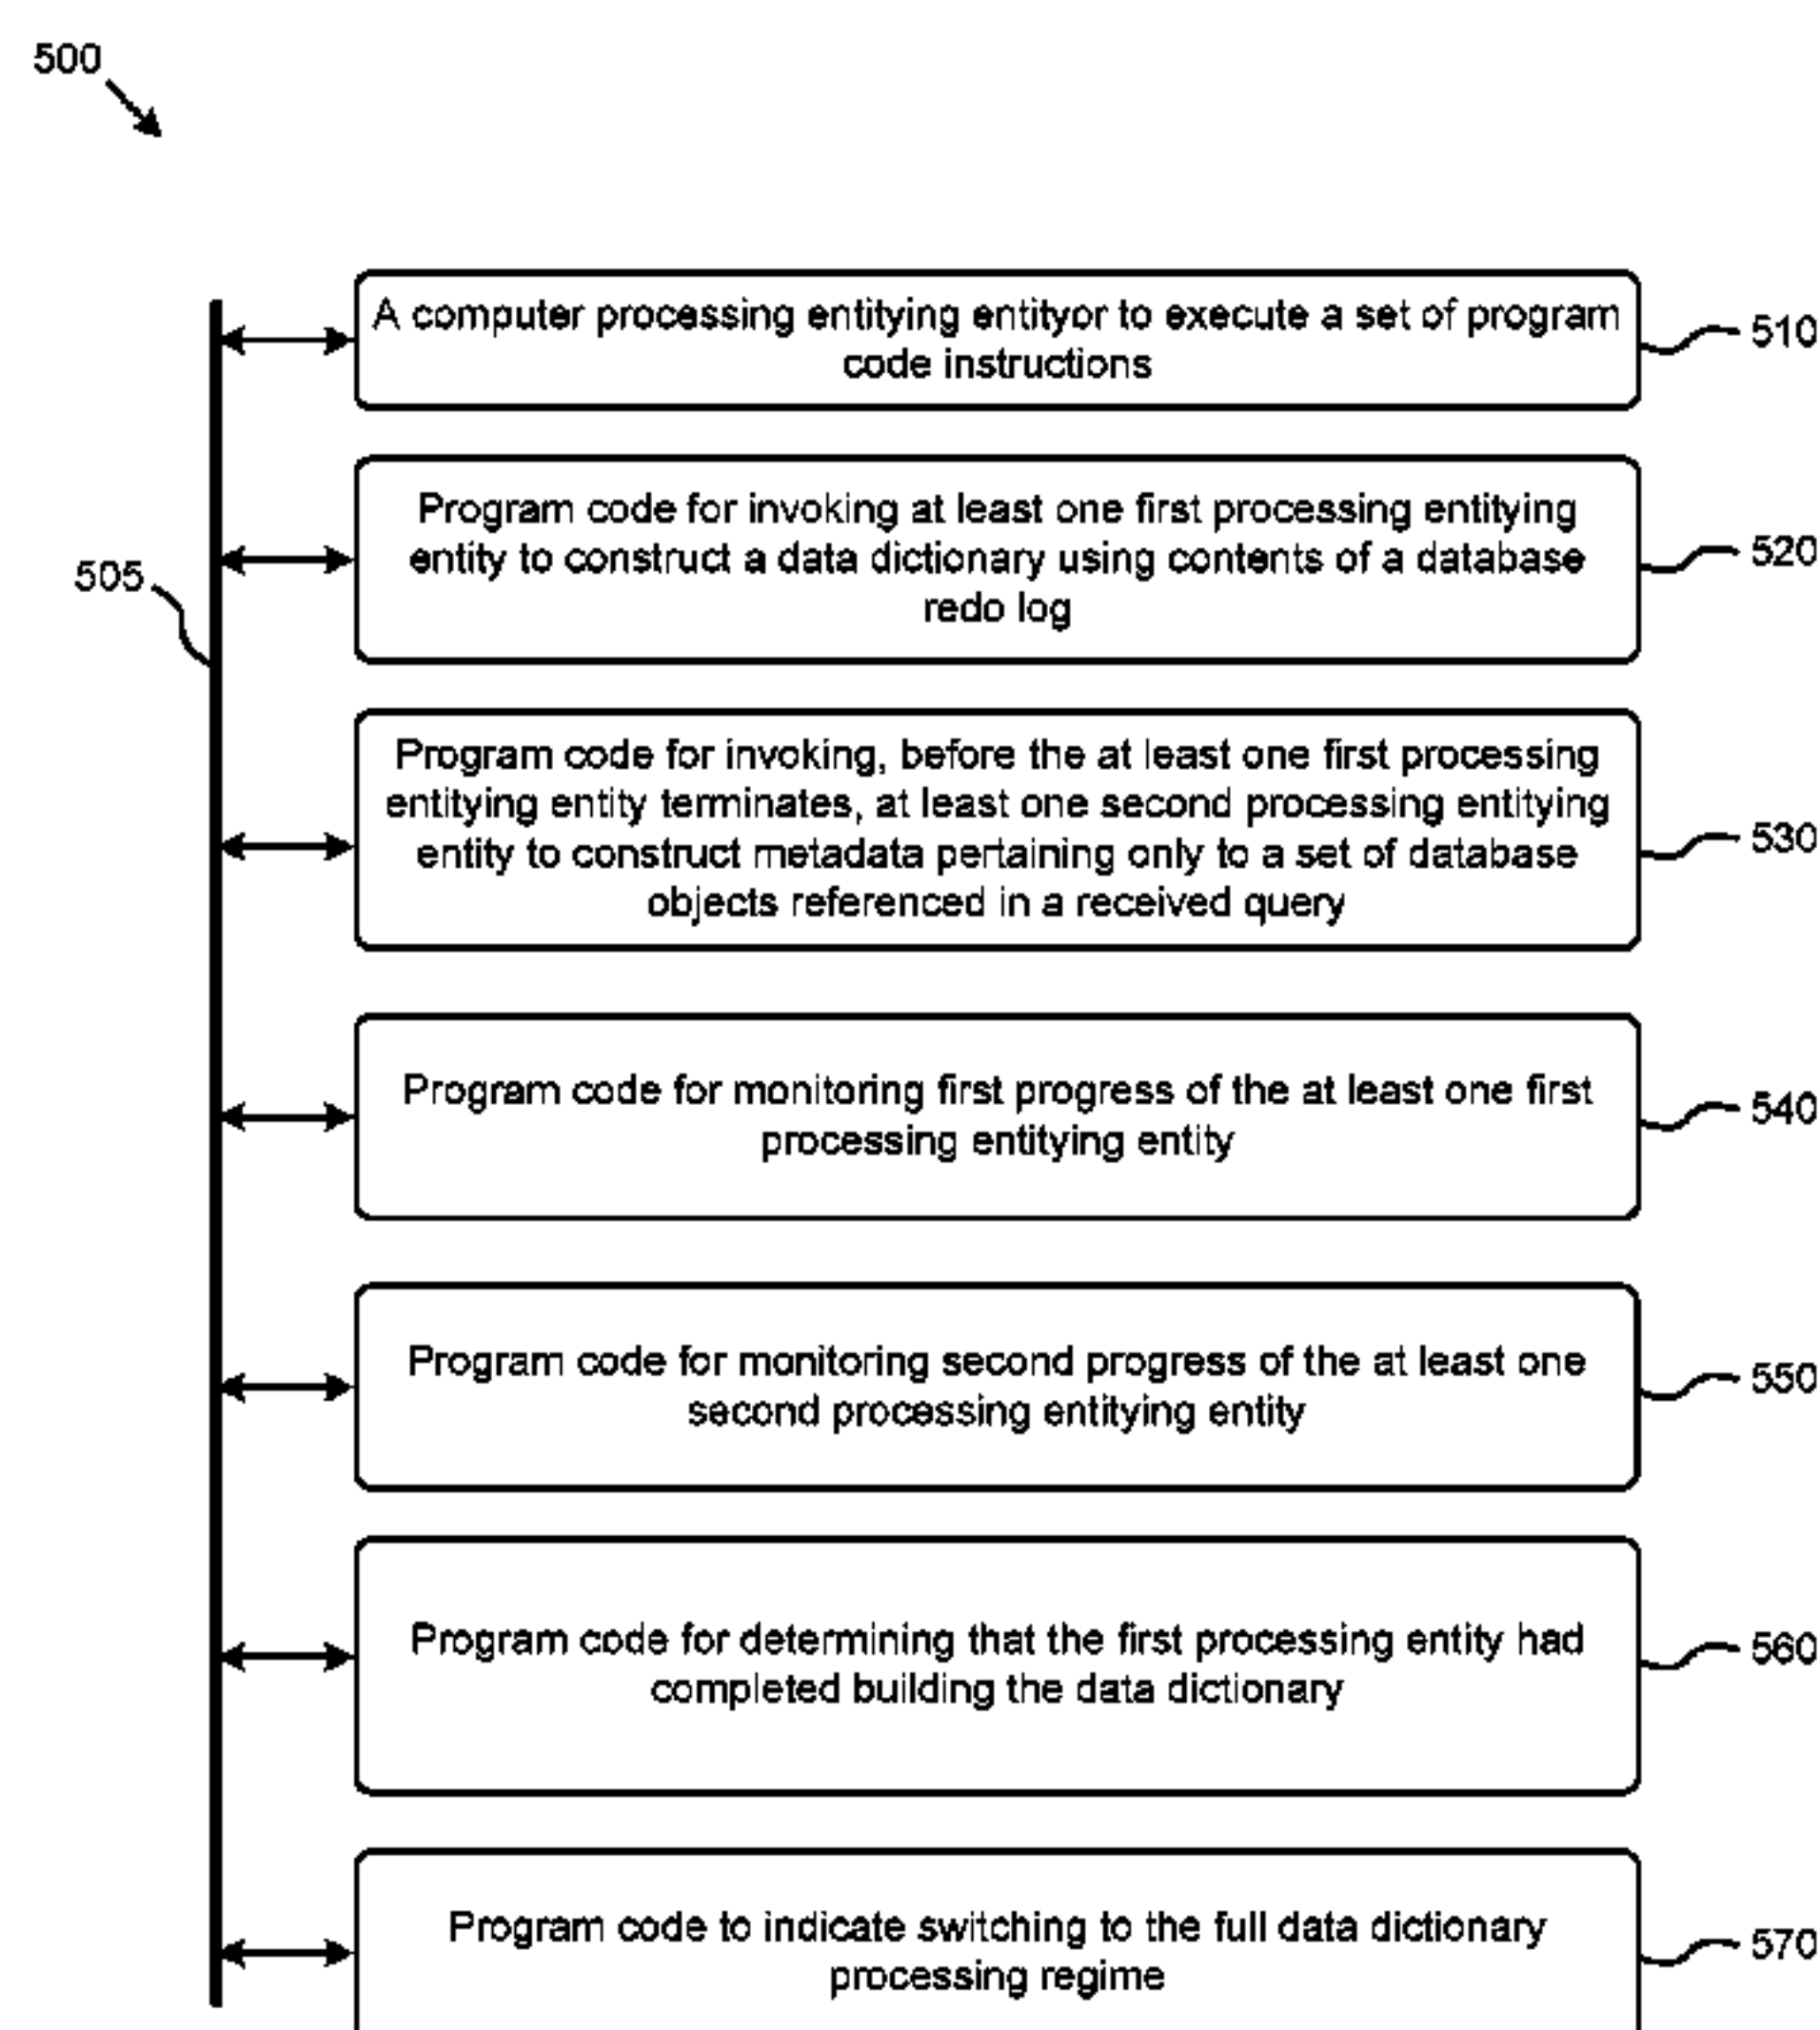 500
A computer processing entitying entityor to execute a set of program
code instructions
510
Program code for invoking at least one first processing entitying
entity to construct a data dictionary using contents of a database
redo log
520
505
Program code for invoking, before the at least one first processing
entitying entity terminates, at least one second processing entitying
entity to construct metadata pertaining only to a set of database
objects referenced in a received query
530
Program code for monitoring first progress of the at least one first
processing entitying entity
540
Program code for monitoring second progress of the at least one
second processing entitying entity
550
Program code for determining that the first processing entity had
completed building the data dictionary
560
Program code to indicate switching to the full data dictionary
processing regime
570